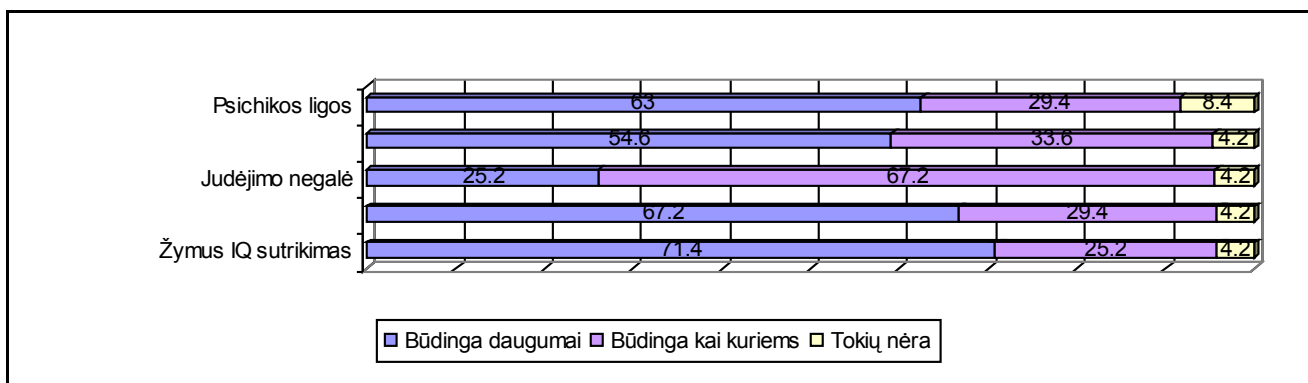 Psichikos ligos 63 29.4 8.4
54.6 33.6 4.2
Judėjimo negalė 25.2 67.2 4.2
67.2 29.4 4.2
Žymus IQ sutrikimas 71.4 25.2 4.2
Būdinga daugumai Būdinga kai kuriems Tokių nėra